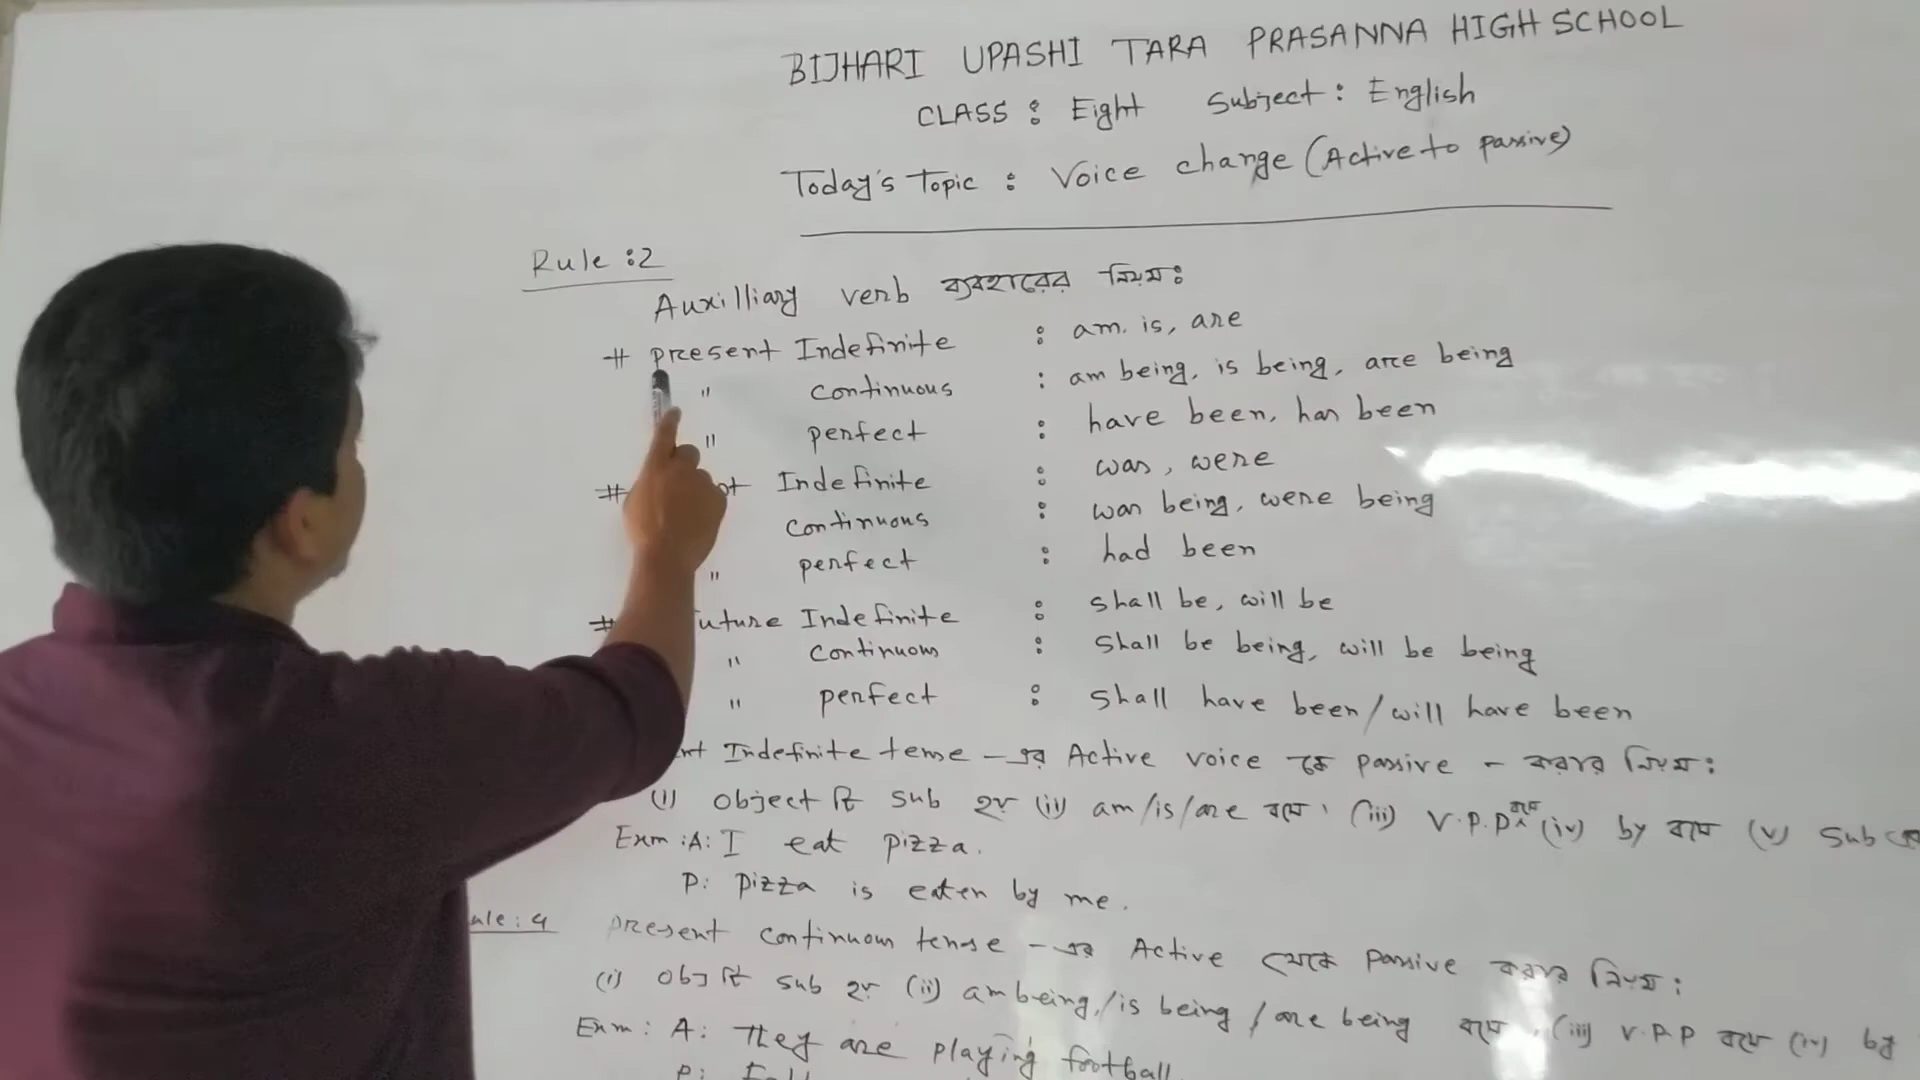 BIJHARI UPASHI TARA PRASANNA HIGH SCHOOL
CLASS : Eight Subject : English
Today's Topic : Voice change (Active to passive)
Rule :2
Auxilliary verb ব্যবহারের নিয়ম :
# present Indefinite : am. is, are
" continuous : am being, is being, are being
" perfect : have been, has been
# Indefinite : was, were
continuous : was being, were being
" perfect : had been
# uture Indefinite : shall be, will be
" continuous : shall be being, will be being
" perfect : shall have been / will have been
Indefinite tense - এর Active voice কে passive - করার নিয়ম :
(i) object টি sub হয় (ii) am/is/are বসে। (iii) V.P.P বসে (iv) by বসে (v) sub
Exm : A : I eat pizza.
P : pizza is eaten by me.
ule : 4 present continuous tense - এর Active থেকে passive করার নিয়ম :
(i) obj টি sub হয় (ii) am being / is being / are being বসে, (iii) V.P.P বসে (iv) by
Exm : A : They are playing football.
P :